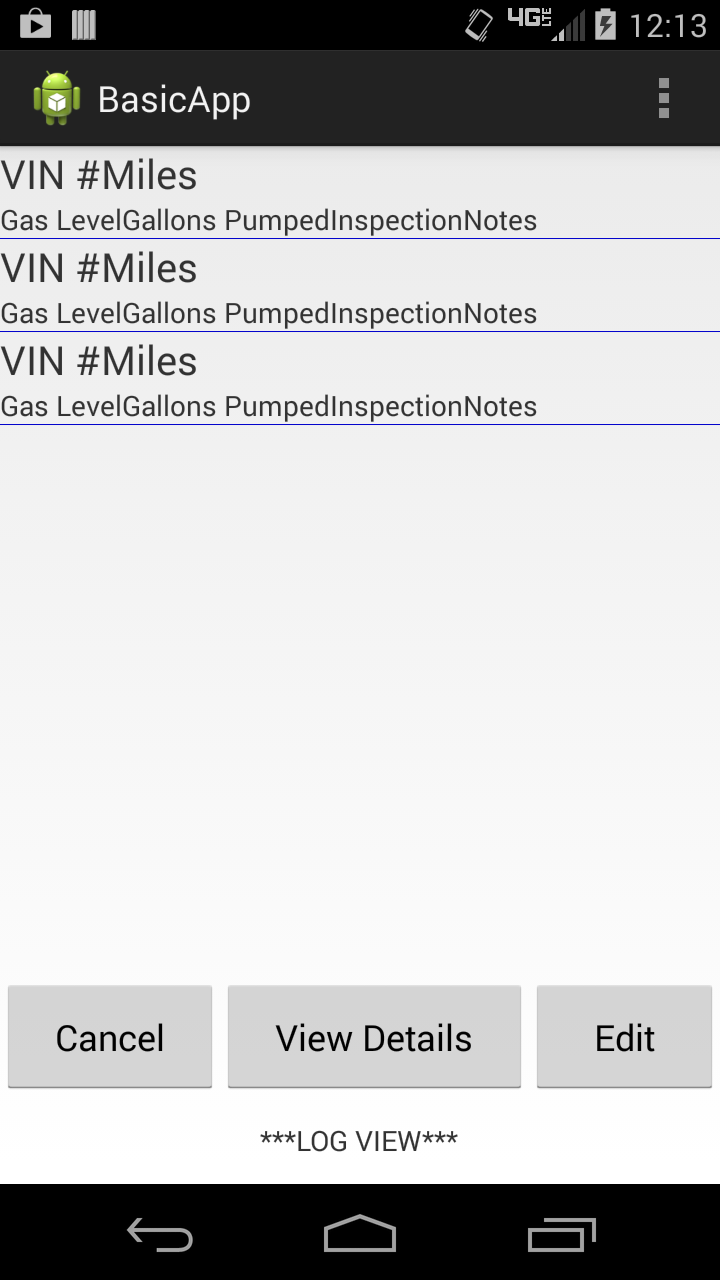 4G LTE 12:13
BasicApp
VIN #Miles
Gas LevelGallons PumpedInspectionNotes
VIN #Miles
Gas LevelGallons PumpedInspectionNotes
VIN #Miles
Gas LevelGallons PumpedInspectionNotes
Cancel View Details Edit
***LOG VIEW***